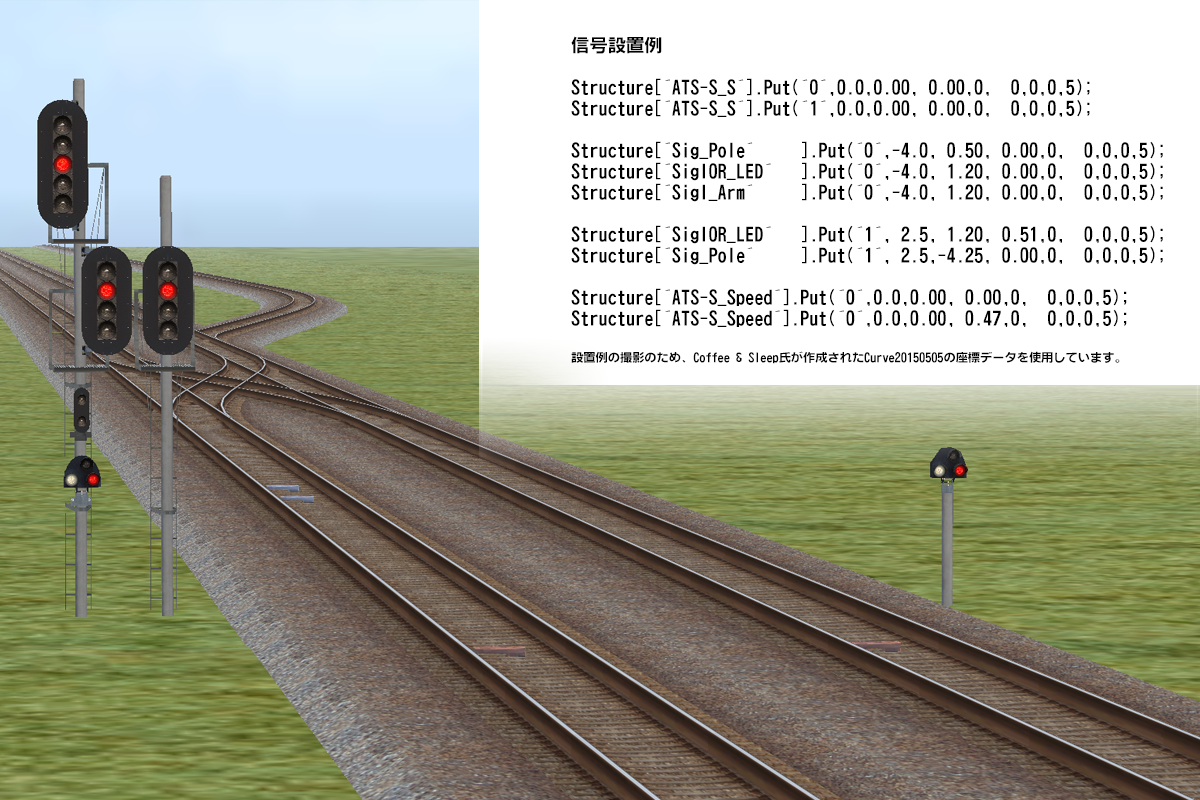 信号設置例
Structure[´ATS-S_S´].Put(´0´,0.0,0.00, 0.00,0,  0,0,0,5);
Structure[´ATS-S_S´].Put(´1´,0.0,0.00, 0.00,0,  0,0,0,5);
Structure[´Sig_Pole´     ].Put(´0´,-4.0, 0.50, 0.00,0,  0,0,0,5);
Structure[´SigIOR_LED´   ].Put(´0´,-4.0, 1.20, 0.00,0,  0,0,0,5);
Structure[´SigI_Arm´     ].Put(´0´,-4.0, 1.20, 0.00,0,  0,0,0,5);
Structure[´SigIOR_LED´   ].Put(´1´, 2.5, 1.20, 0.51,0,  0,0,0,5);
Structure[´Sig_Pole´     ].Put(´1´, 2.5,-4.25, 0.00,0,  0,0,0,5);
Structure[´ATS-S_Speed´].Put(´0´,0.0,0.00, 0.00,0,  0,0,0,5);
Structure[´ATS-S_Speed´].Put(´0´,0.0,0.00, 0.47,0,  0,0,0,5);
設置例の撮影のため、Coffee & Sleep氏が作成されたCurve20150505の座標データを使用しています。